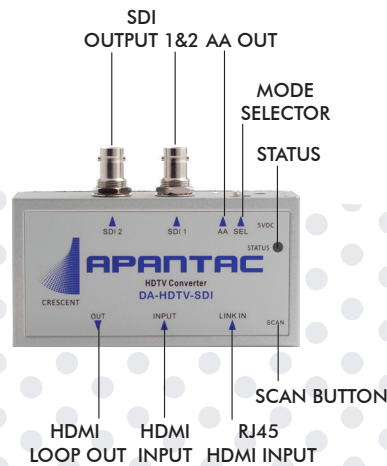 SDI
OUTPUT 1&2 AA OUT
MODE
SELECTOR
STATUS
SDI 2 SDI 1 AA SEL 5VDC
STATUS
APANTAC
HDTV Converter
DA-HDTV-SDI
CRESCENT
OUT INPUT LINK IN SCAN
SCAN BUTTON
HDMI HDMI RJ45
LOOP OUT INPUT HDMI INPUT